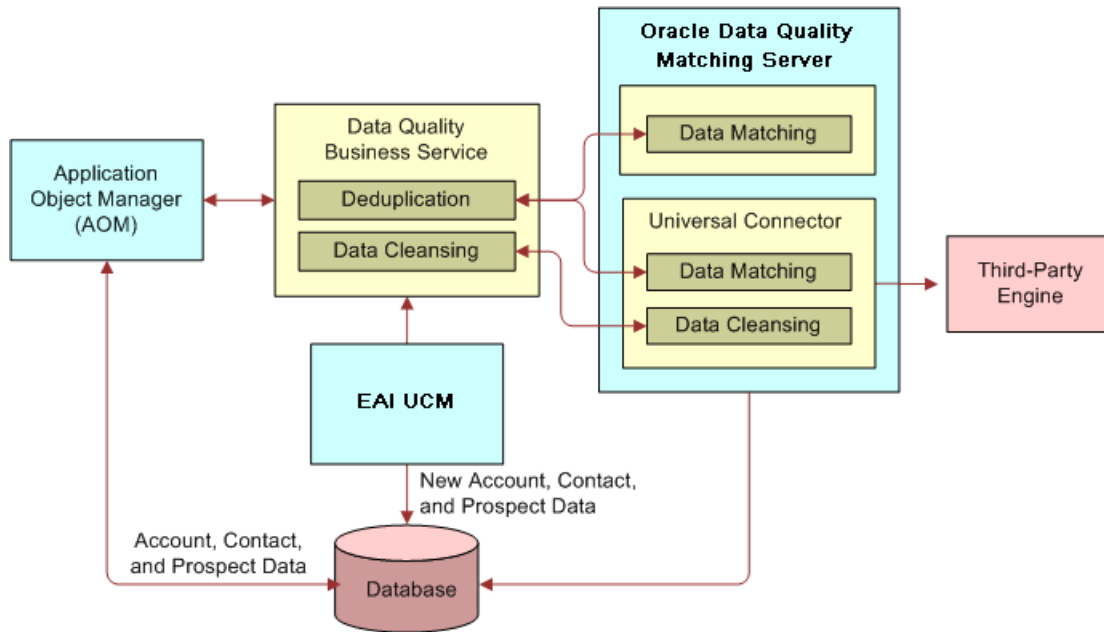 Oracle Data Quality
Matching Server
Data Matching
Data Quality
Business Service
Deduplication
Data Cleansing
Application
Object Manager
(AOM)
Universal Connector
Data Matching
Data Cleansing
Third-Party
Engine
EAI UCM
New Account, Contact,
and Prospect Data
Account, Contact,
and Prospect Data
Database